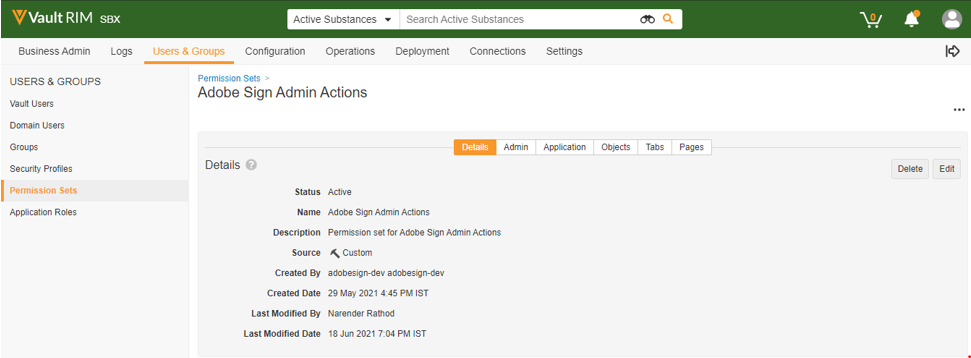 Vault RIM SBX Active Substances Search Active Substances 0
Business Admin Logs Users & Groups Configuration Operations Deployment Connections Settings
USERS & GROUPS
Vault Users
Domain Users
Groups
Security Profiles
Permission Sets
Application Roles
Permission Sets >
Adobe Sign Admin Actions
...
Details Admin Application Objects Tabs Pages
Details ? Delete Edit
Status Active
Name Adobe Sign Admin Actions
Description Permission set for Adobe Sign Admin Actions
Source Custom
Created By adobesign-dev adobesign-dev
Created Date 29 May 2021 4:45 PM IST
Last Modified By Narender Rathod
Last Modified Date 18 Jun 2021 7:04 PM IST